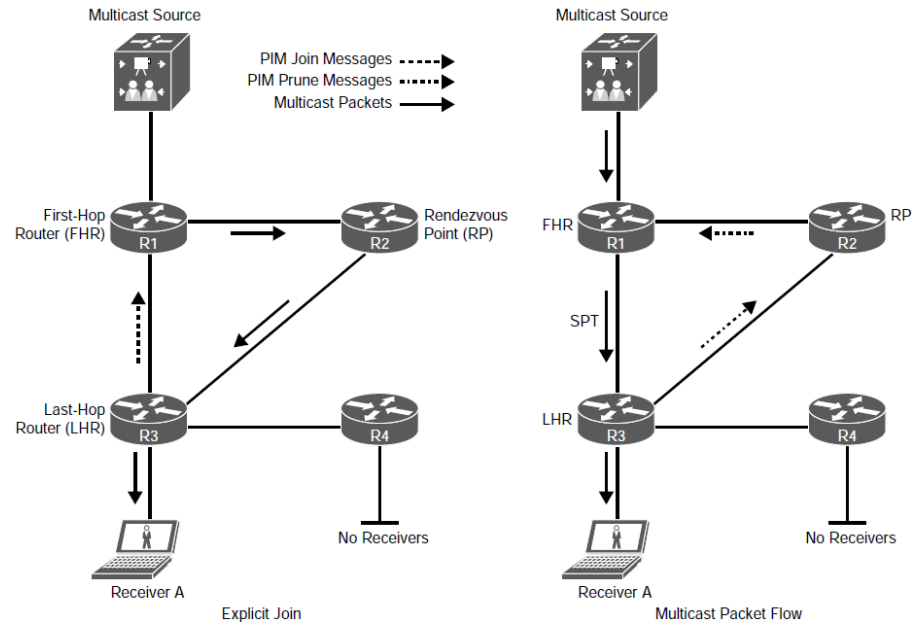 Multicast Source
PIM Join Messages
PIM Prune Messages
Multicast Packets
First-Hop
Router (FHR)
R1
R2
Rendezvous
Point (RP)
Last-Hop
Router (LHR)
R3
R4
No Receivers
Receiver A
Explicit Join
Multicast Source
FHR
R1
R2
RP
SPT
LHR
R3
R4
No Receivers
Receiver A
Multicast Packet Flow